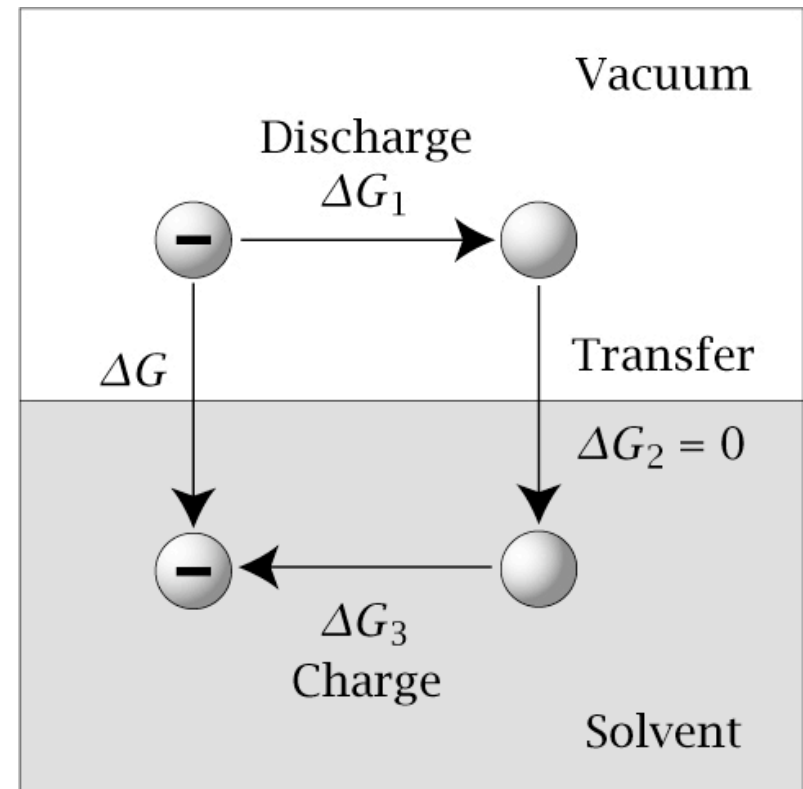 Vacuum
Discharge
ΔG₁
ΔG
Transfer
ΔG₂ = 0
ΔG₃
Charge
Solvent